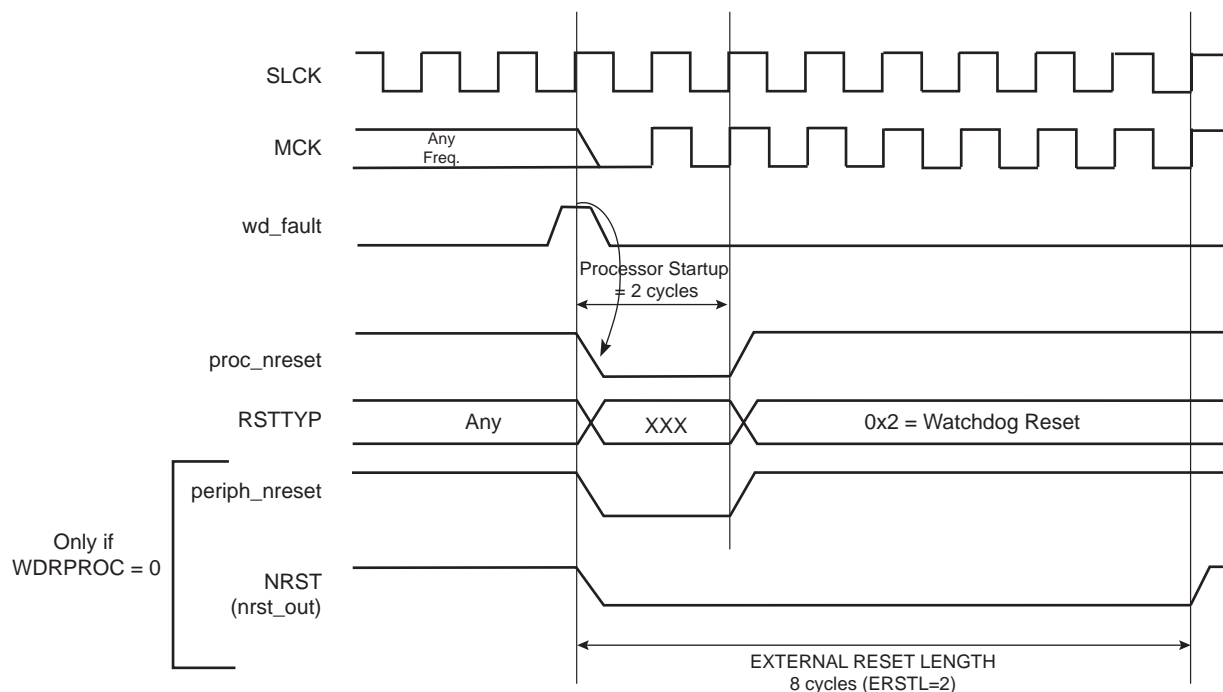 SLCK
MCK
Any
Freq.
wd_fault
Processor Startup
= 2 cycles
proc_nreset
RSTTYP
Any
XXX
0x2 = Watchdog Reset
periph_nreset
Only if
WDRPROC = 0
NRST
(nrst_out)
EXTERNAL RESET LENGTH
8 cycles (ERSTL=2)